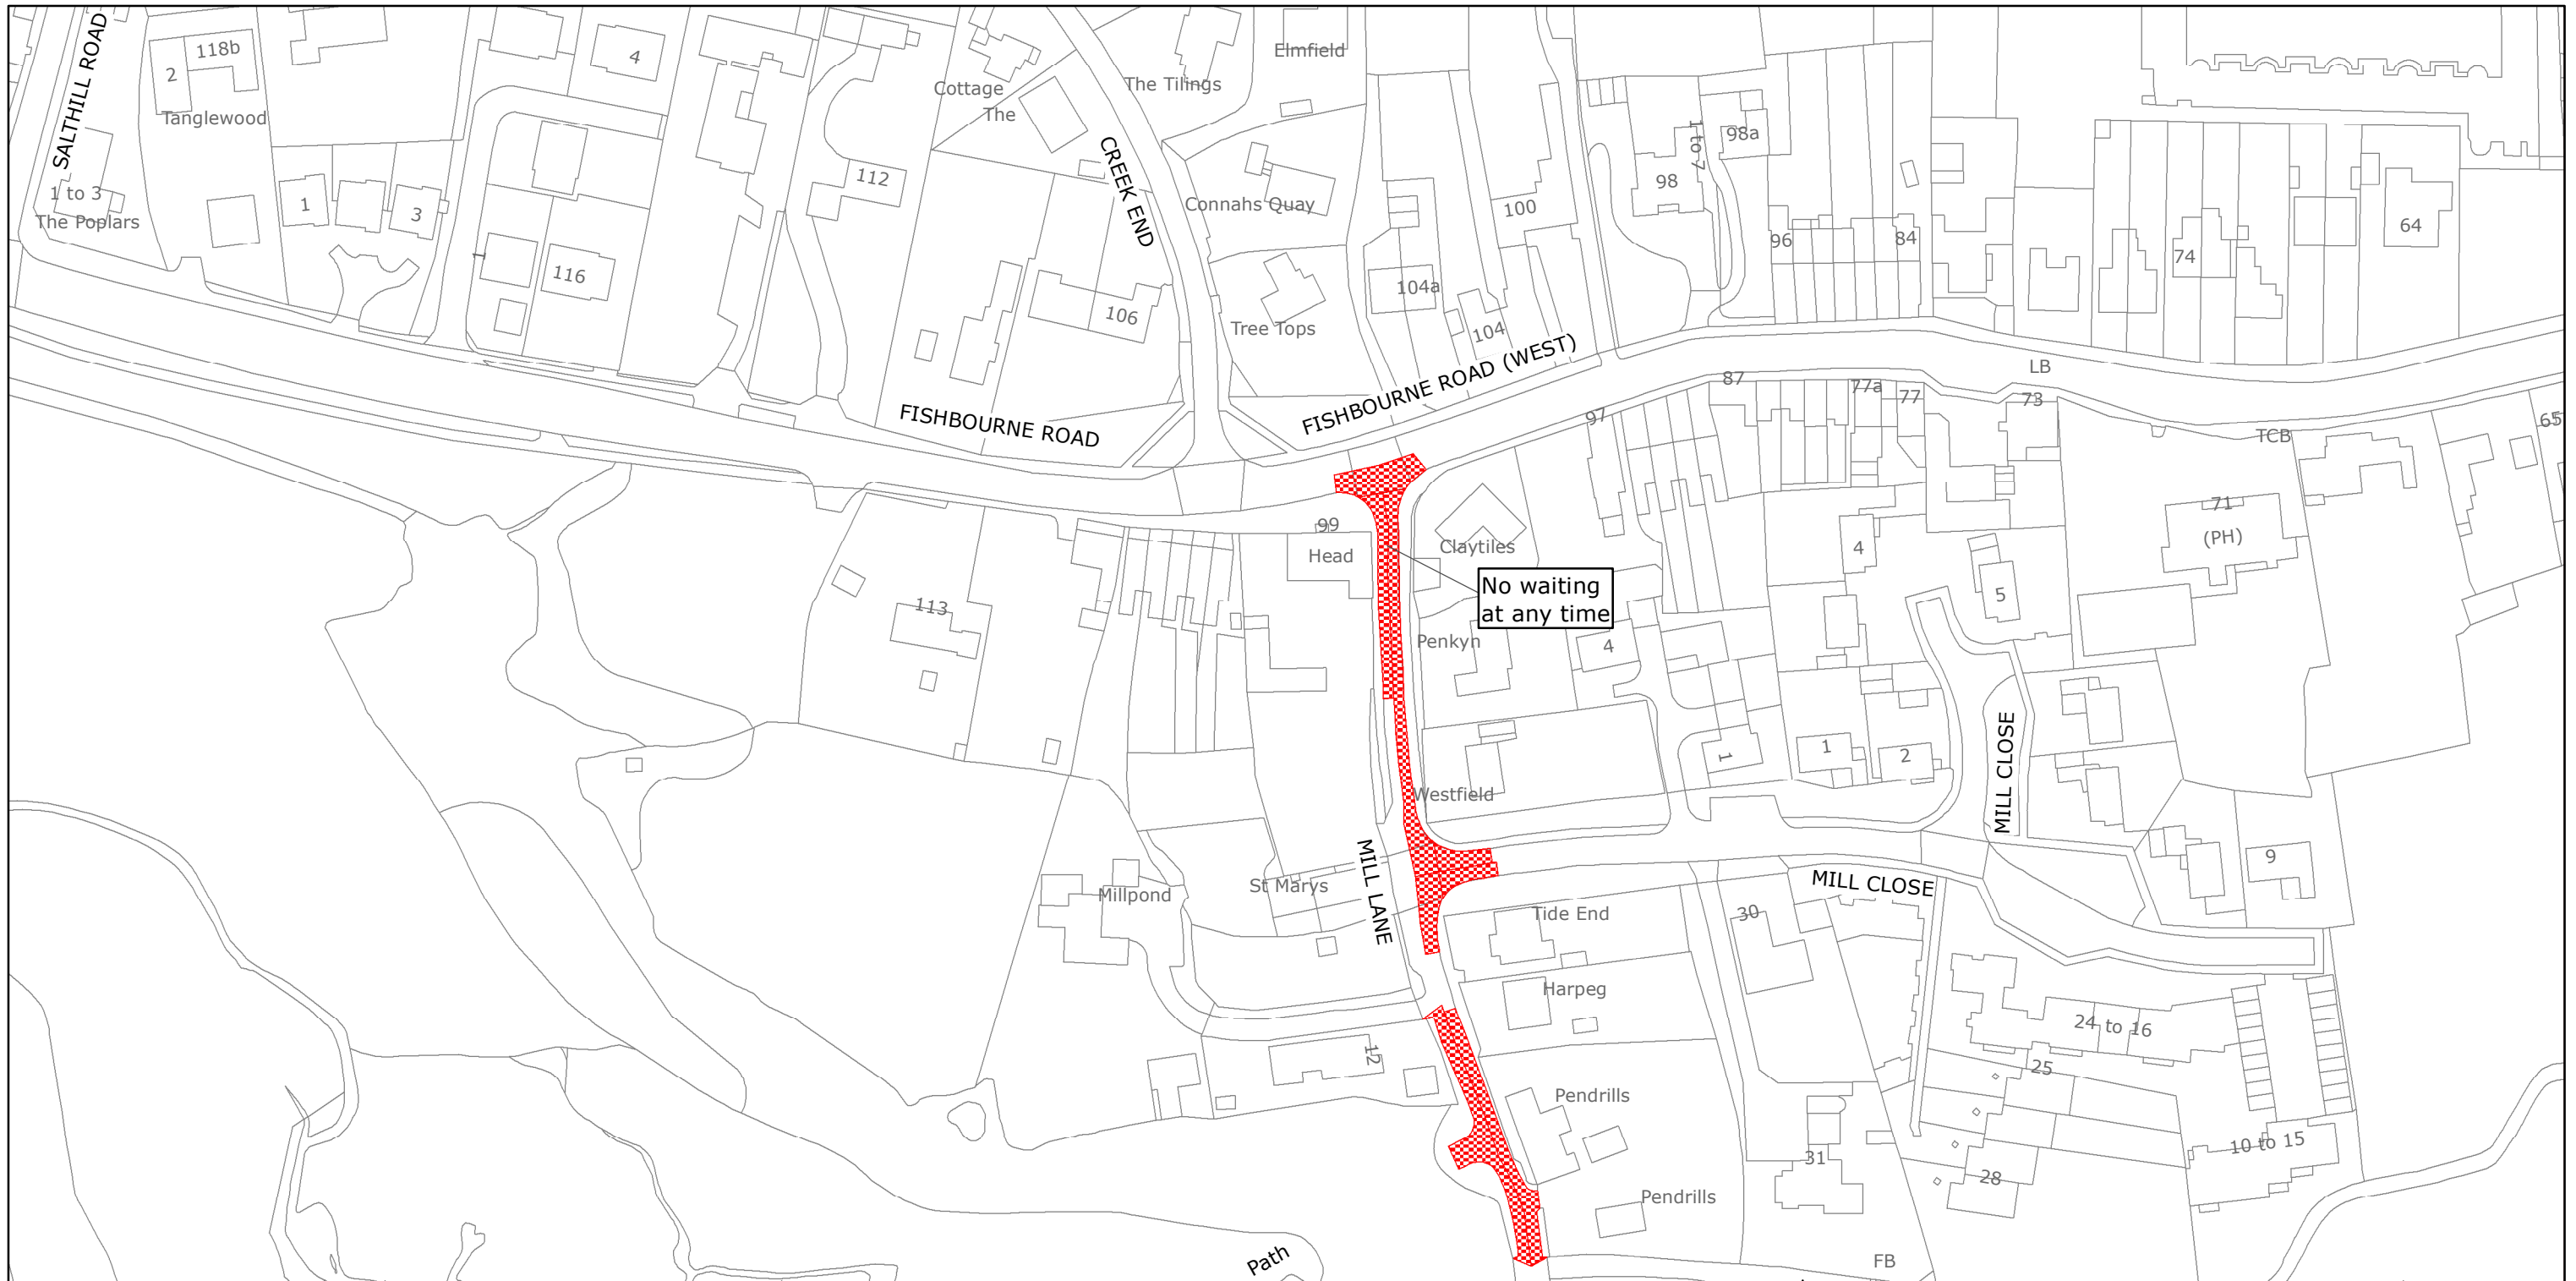 SALTHILL ROAD
118b
2
Tanglewood
4
Cottage
The
The Tilings
Elmfield
1 to 3
The Poplars
1
3
1
116
112
106
CREEK END
Connahs Quay
Tree Tops
104a
104
100
98
1 to 7
98a
96
84
74
64
FISHBOURNE ROAD
FISHBOURNE ROAD (WEST)
LB
87
77a
77
73
97
TCB
65
71
(PH)
99
Head
Claytiles
No waiting
at any time
Penkyn
4
4
5
113
Westfield
1
1
2
MILL CLOSE
MILL LANE
Millpond
St Marys
MILL CLOSE
9
Tide End
30
Harpeg
24 to 16
25
12
Pendrills
10 to 15
31
28
Pendrills
Path
FB